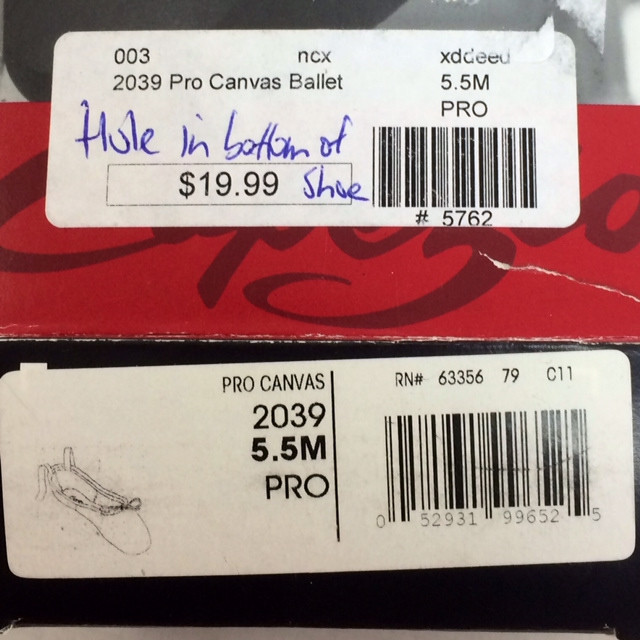 003 ncx xddeed
2039 Pro Canvas Ballet 5.5M
PRO
Hole in bottom of
$19.99 Shoe
# 5762
Capezio
PRO CANVAS
2039
5.5M
PRO
RN# 63356 79 C11
0 52931 99652 5